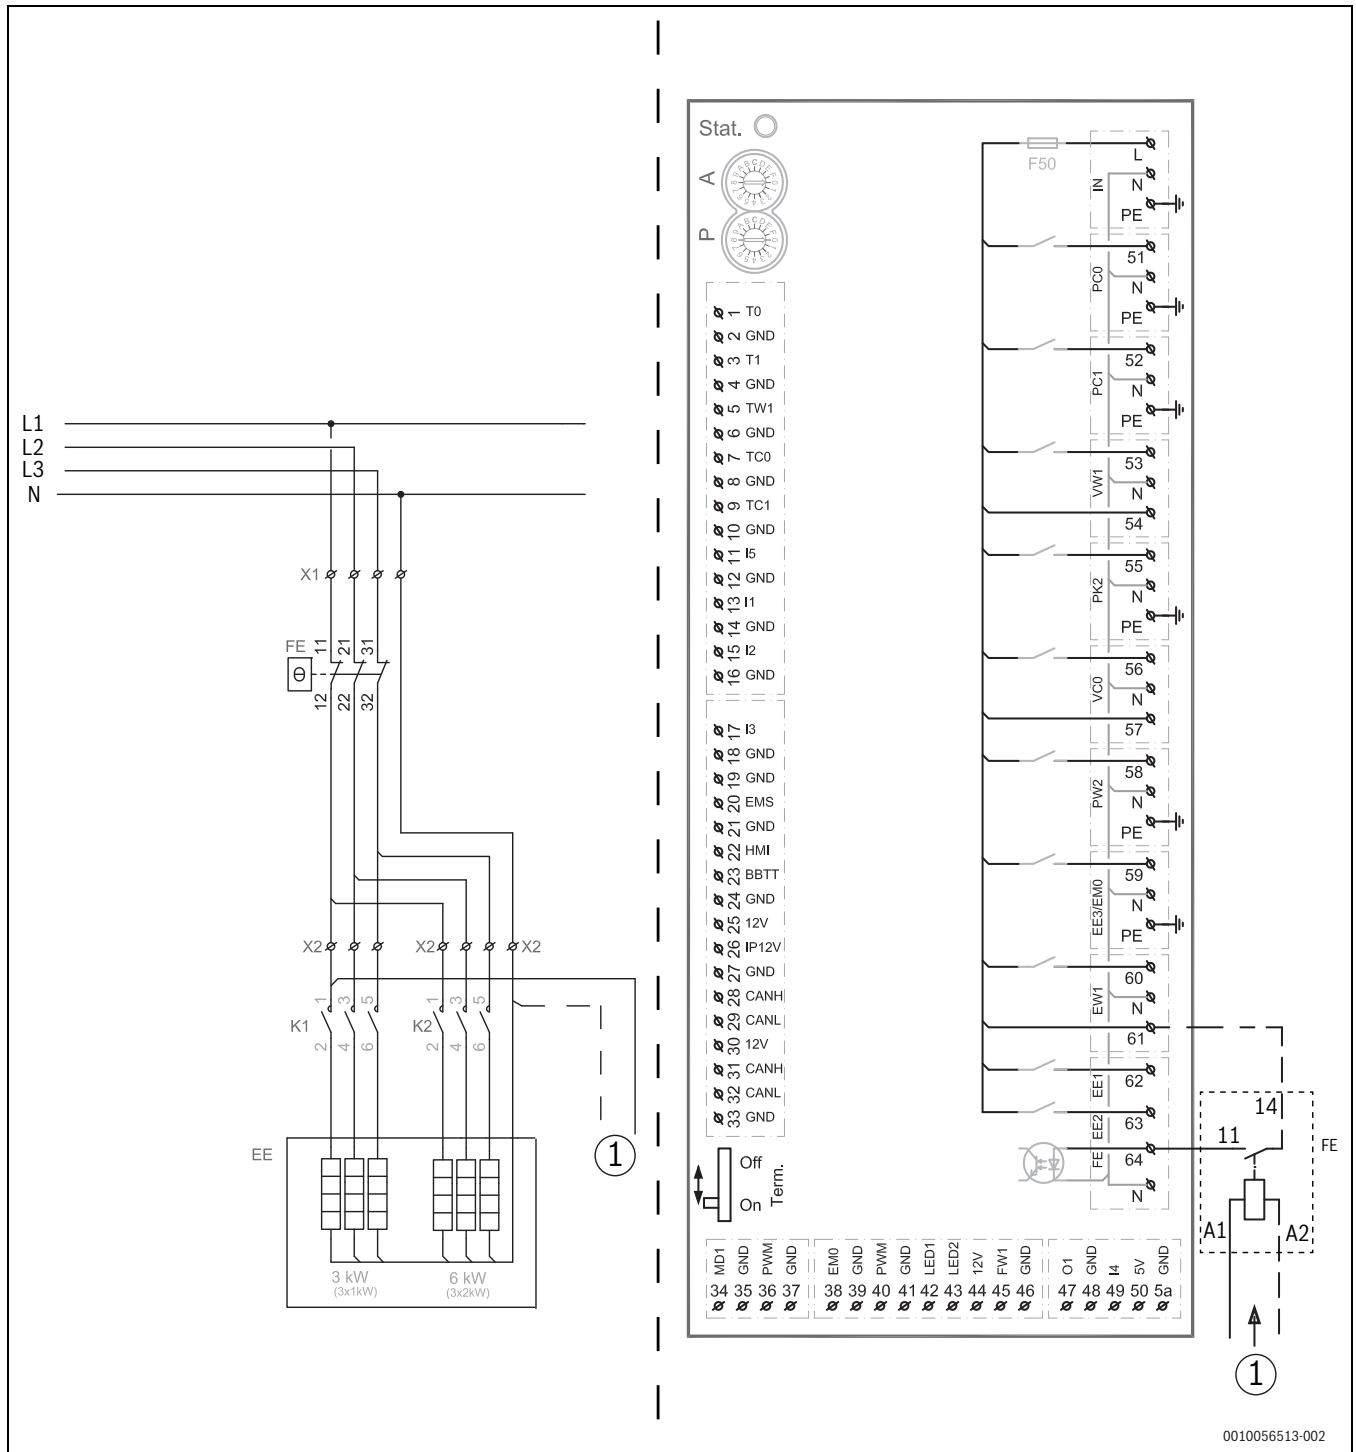 L1
L2
L3
N
X1
FE
11 21 31
12 22 32
X2 X2 X2
K1 1 3 5
2 4 6
K2 1 3 5
2 4 6
1
EE
3 kW
(3x1kW)
6 kW
(3x2kW)
Stat.
A
P
1 T0
2 GND
3 T1
4 GND
5 TW1
6 GND
7 TC0
8 GND
9 TC1
10 GND
11 I5
12 GND
13 I1
14 GND
15 I2
16 GND
17 I3
18 GND
19 GND
20 EMS
21 GND
22 HMI
23 BBTT
24 GND
25 12V
26 IP12V
27 GND
28 CANH
29 CANL
30 12V
31 CANH
32 CANL
33 GND
Off
On
Term.
F50
IN
L
N
PE
PC0
51
N
PE
PC1
52
N
PE
VW1
53
N
54
PK2
55
N
PE
VC0
56
N
57
PW2
58
N
PE
EE3/EM0
59
N
PE
EW1
60
N
61
EE1
62
EE2
63
FE
64
N
14
11
FE
A1
A2
1
MD1 GND PWM GND
34 35 36 37
EM0 GND PWM GND LED1 LED2 12V FW1 GND
38 39 40 41 42 43 44 45 46
O1 GND I4 5V GND
47 48 49 50 5a
0010056513-002